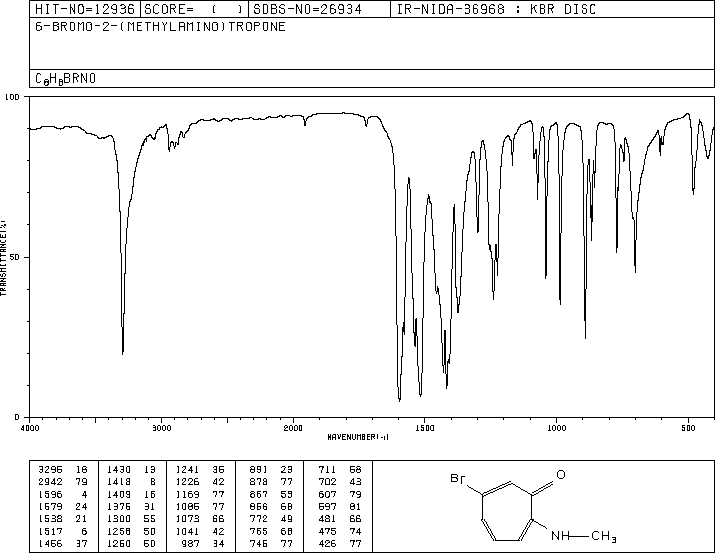 HIT-NO=12936 SCORE= ( ) SDBS-NO=26934 IR-NIDA-36968 : KBR DISC
6-BROMO-2-(METHYLAMINO)TROPONE
C8H8BRNO
100
50
0
TRANSMITTANCE(%)
4000 3000 2000 1500 1000 500
WAVENUMBER(-1)
3295 18 1430 13 1241 35 891 23 711 58
2942 79 1418 8 1226 42 878 77 702 43
1596 4 1409 16 1169 77 867 53 607 79
1579 24 1376 31 1086 77 856 68 597 81
1538 21 1300 55 1073 66 772 49 481 66
1517 6 1258 50 1041 42 765 68 475 74
1466 37 1250 50 987 34 746 77 426 77
Br
O
NH—CH3